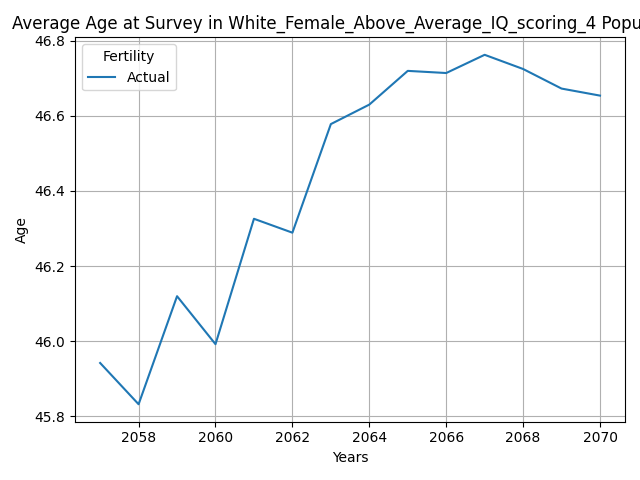 Average Age at Survey in White_Female_Above_Average_IQ_scoring_4 Popu
Fertility
Actual
46.8
46.6
46.4
46.2
46.0
45.8
Age
2058 2060 2062 2064 2066 2068 2070
Years